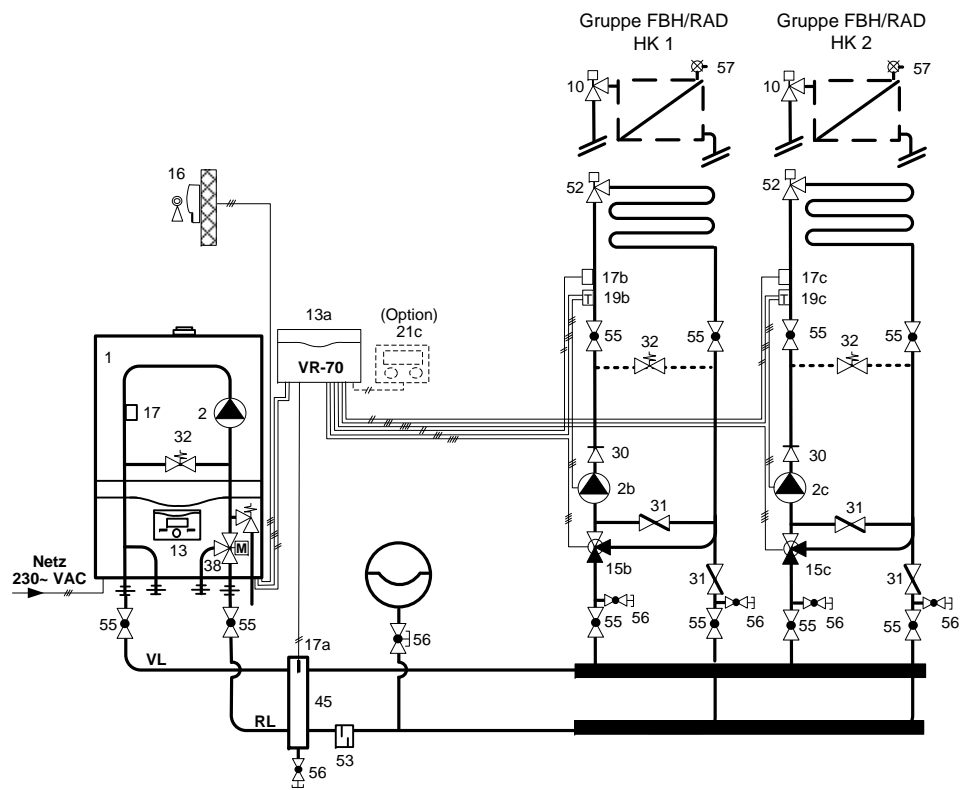 Gruppe FBH/RAD Gruppe FBH/RAD
HK 1 HK 2
57 57
10 10
16
52 52
17b 17c
19b 19c
(Option)
13a 21c
55 55 55 55
1 32 32
VR-70
17 2
32
30 30
2b 2c
31 31
13
M
38
Netz
230~ VAC
15b 15c
31 31
55 55
17a
56
55 56 55 56 55 56 55 56
VL
45
RL
53
56